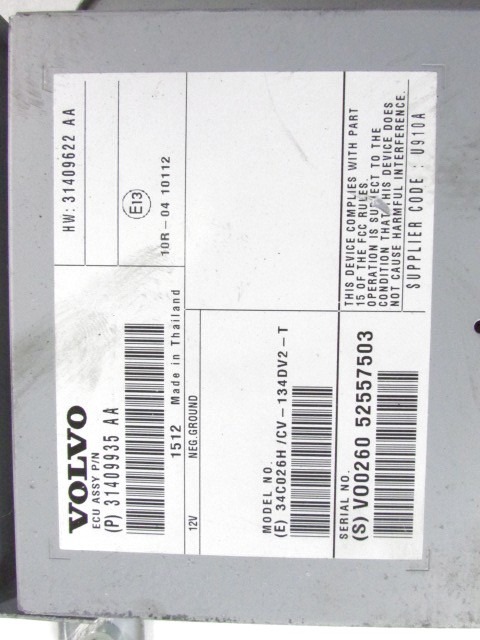 VOLVO
ECU ASSY P/N
(P) 31409935 AA
1512 Made in Thailand
HW: 31409622 AA
E13
10R-04 10112
12V NEG.GROUND
MODEL NO.
(E) 34C026H /CV-134DV2-T
THIS DEVICE COMPLIES WITH PART
15 OF THE FCC RULES.
OPERATION IS SUBJECT TO THE
CONDITION THAT THIS DEVICE DOES
NOT CAUSE HARMFUL INTERFERENCE.
SERIAL NO.
(S) V00260 52557503
SUPPLIER CODE : U910A